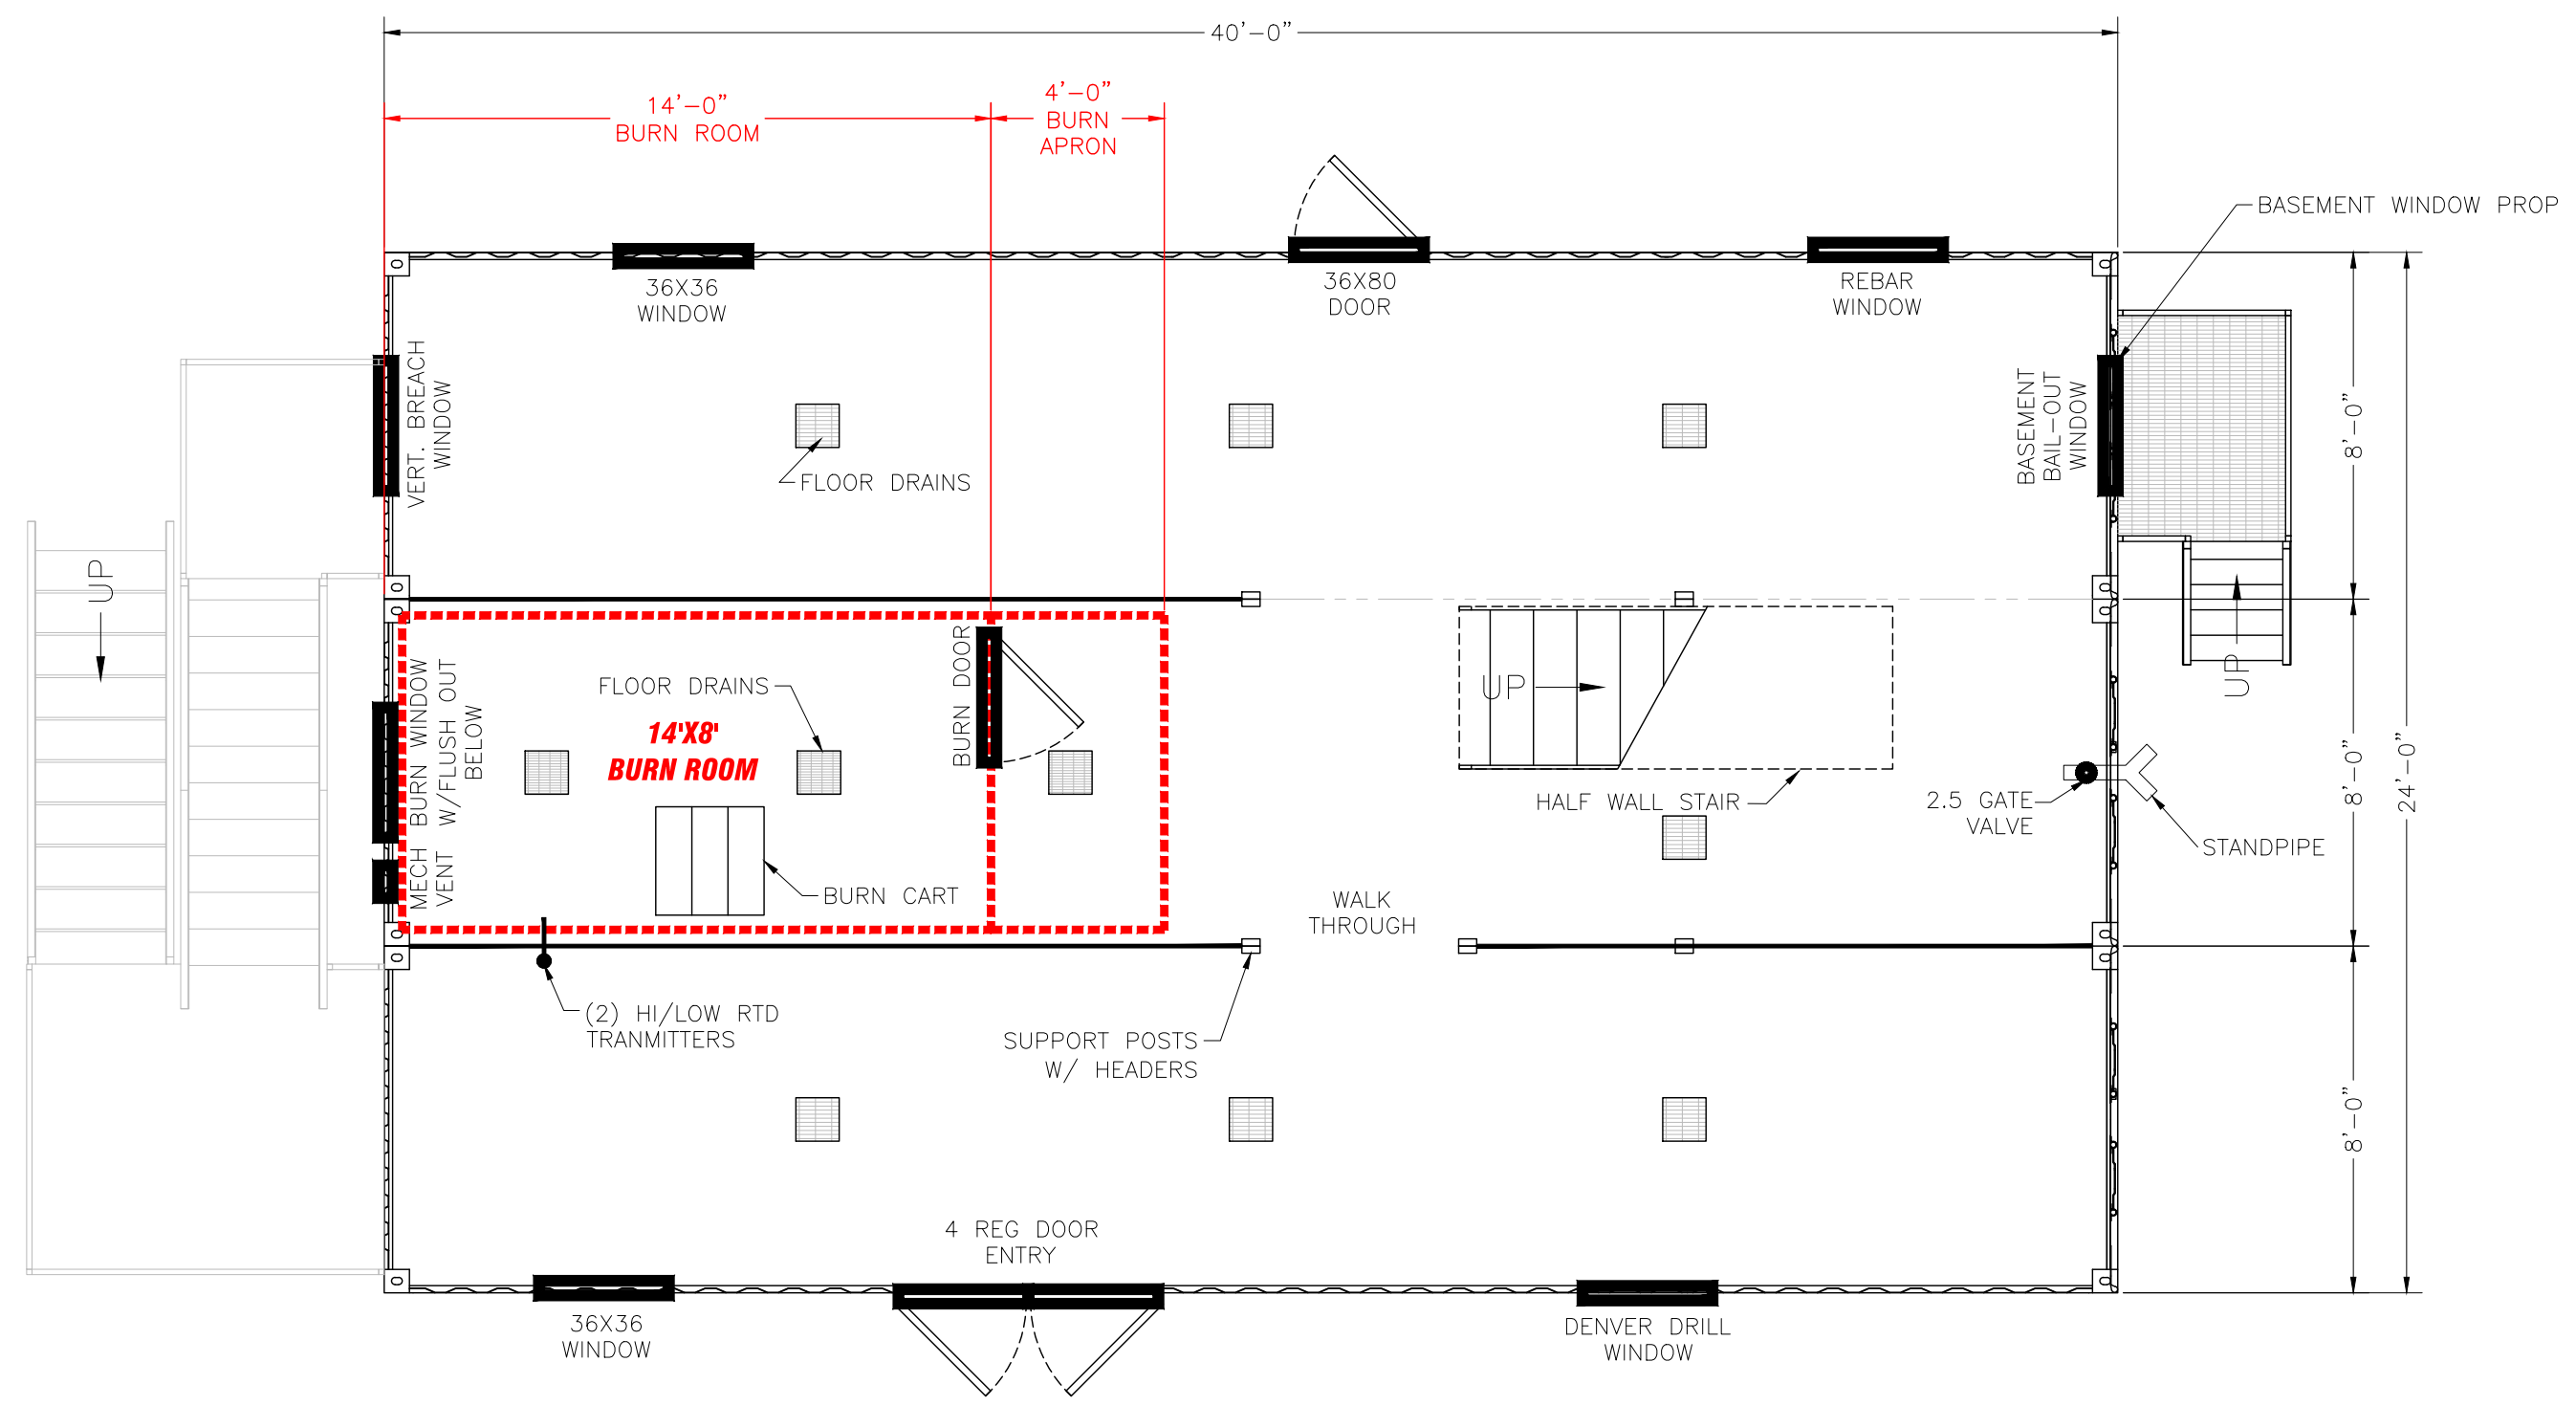 40'-0"
14'-0"
BURN ROOM
4'-0"
BURN
APRON
BASEMENT WINDOW PROP
36X36
WINDOW
36X80
DOOR
REBAR
WINDOW
VERT. BREACH
WINDOW
BASEMENT
BAIL-OUT
WINDOW
8'-0"
FLOOR DRAINS
UP
BURN DOOR
MECH BURN WINDOW
VENT W/FLUSH OUT
BELOW
FLOOR DRAINS
14'X8'
BURN ROOM
UP
UP
HALF WALL STAIR
2.5 GATE
VALVE
8'-0"
24'-0"
STANDPIPE
BURN CART
WALK
THROUGH
(2) HI/LOW RTD
TRANMITTERS
SUPPORT POSTS
W/ HEADERS
8'-0"
4 REG DOOR
ENTRY
36X36
WINDOW
DENVER DRILL
WINDOW